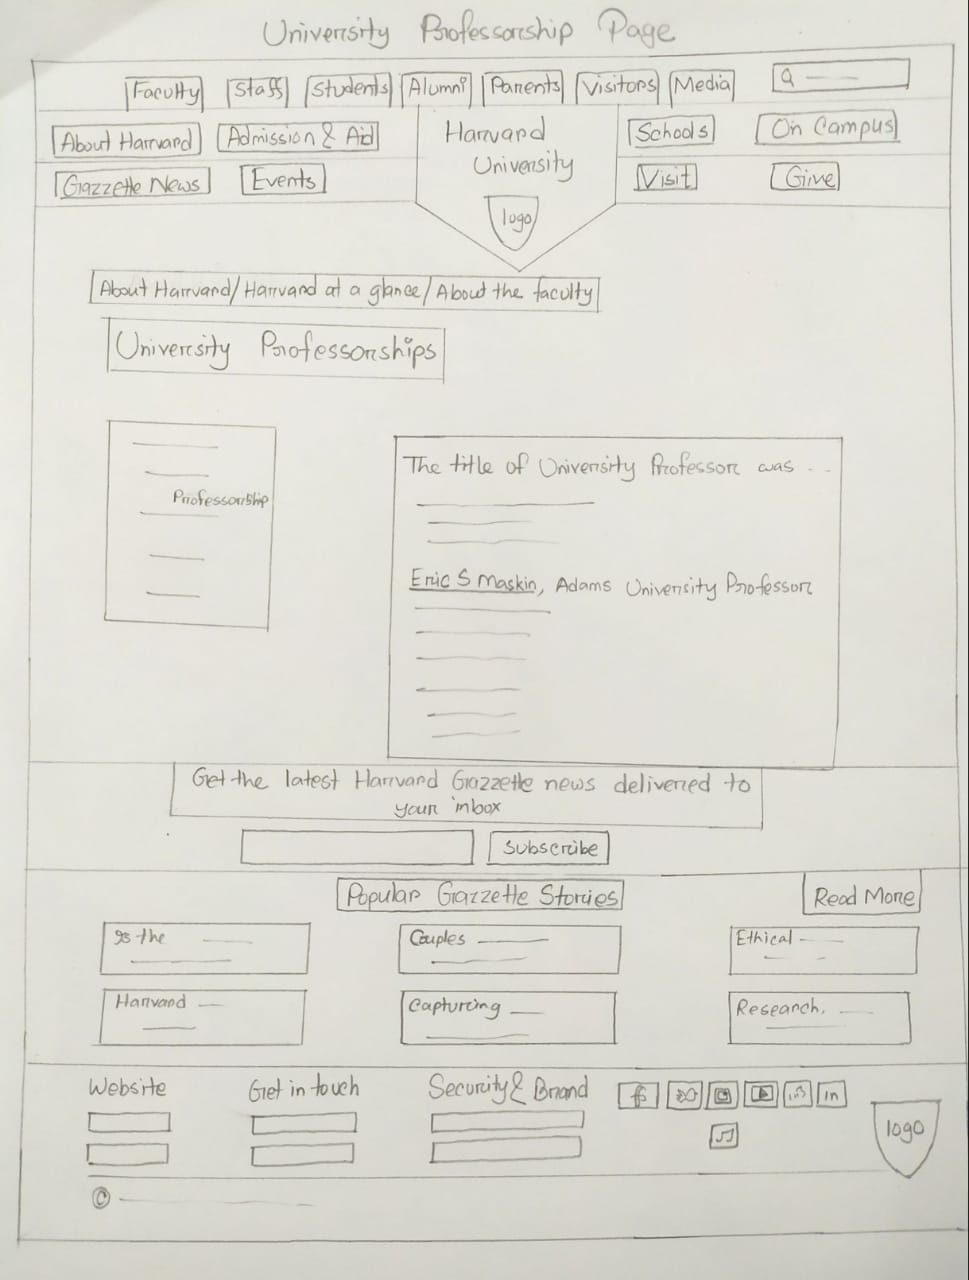 University Professorship Page
Faculty Staff Students Alumni Parents Visitors Media
About Harvard Admission & Aid Harvard University Schools On Campus
Gazzette News Events Visit Give
logo
About Harvard/Harvard at a glance/About the faculty
University Professorships
Professorship
The title of University Professor was ...
Eric S Maskin, Adams University Professor
Get the latest Harvard Gazzette news delivered to
your inbox
Subscribe
Popular Gazzette Stories Read More
Is the Couples Ethical
Harvard Capturing Research.
Website Get in touch Security & Brand f in
logo
©